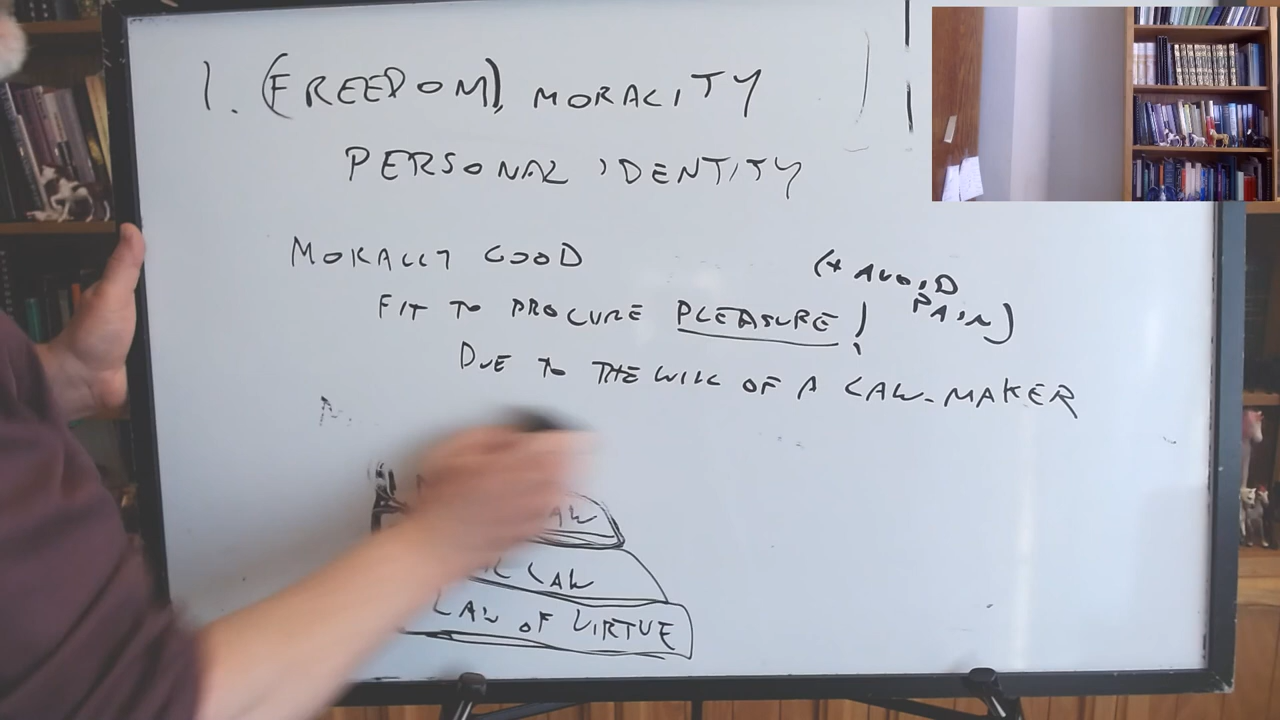 1. (FREEDOM), MORALITY
PERSONAL IDENTITY
MORALLY GOOD
(+ AVOID
PAIN)
FIT TO PROCURE PLEASURE!
DUE TO THE WILL OF A LAW-MAKER
LAW
LAW OF VIRTUE